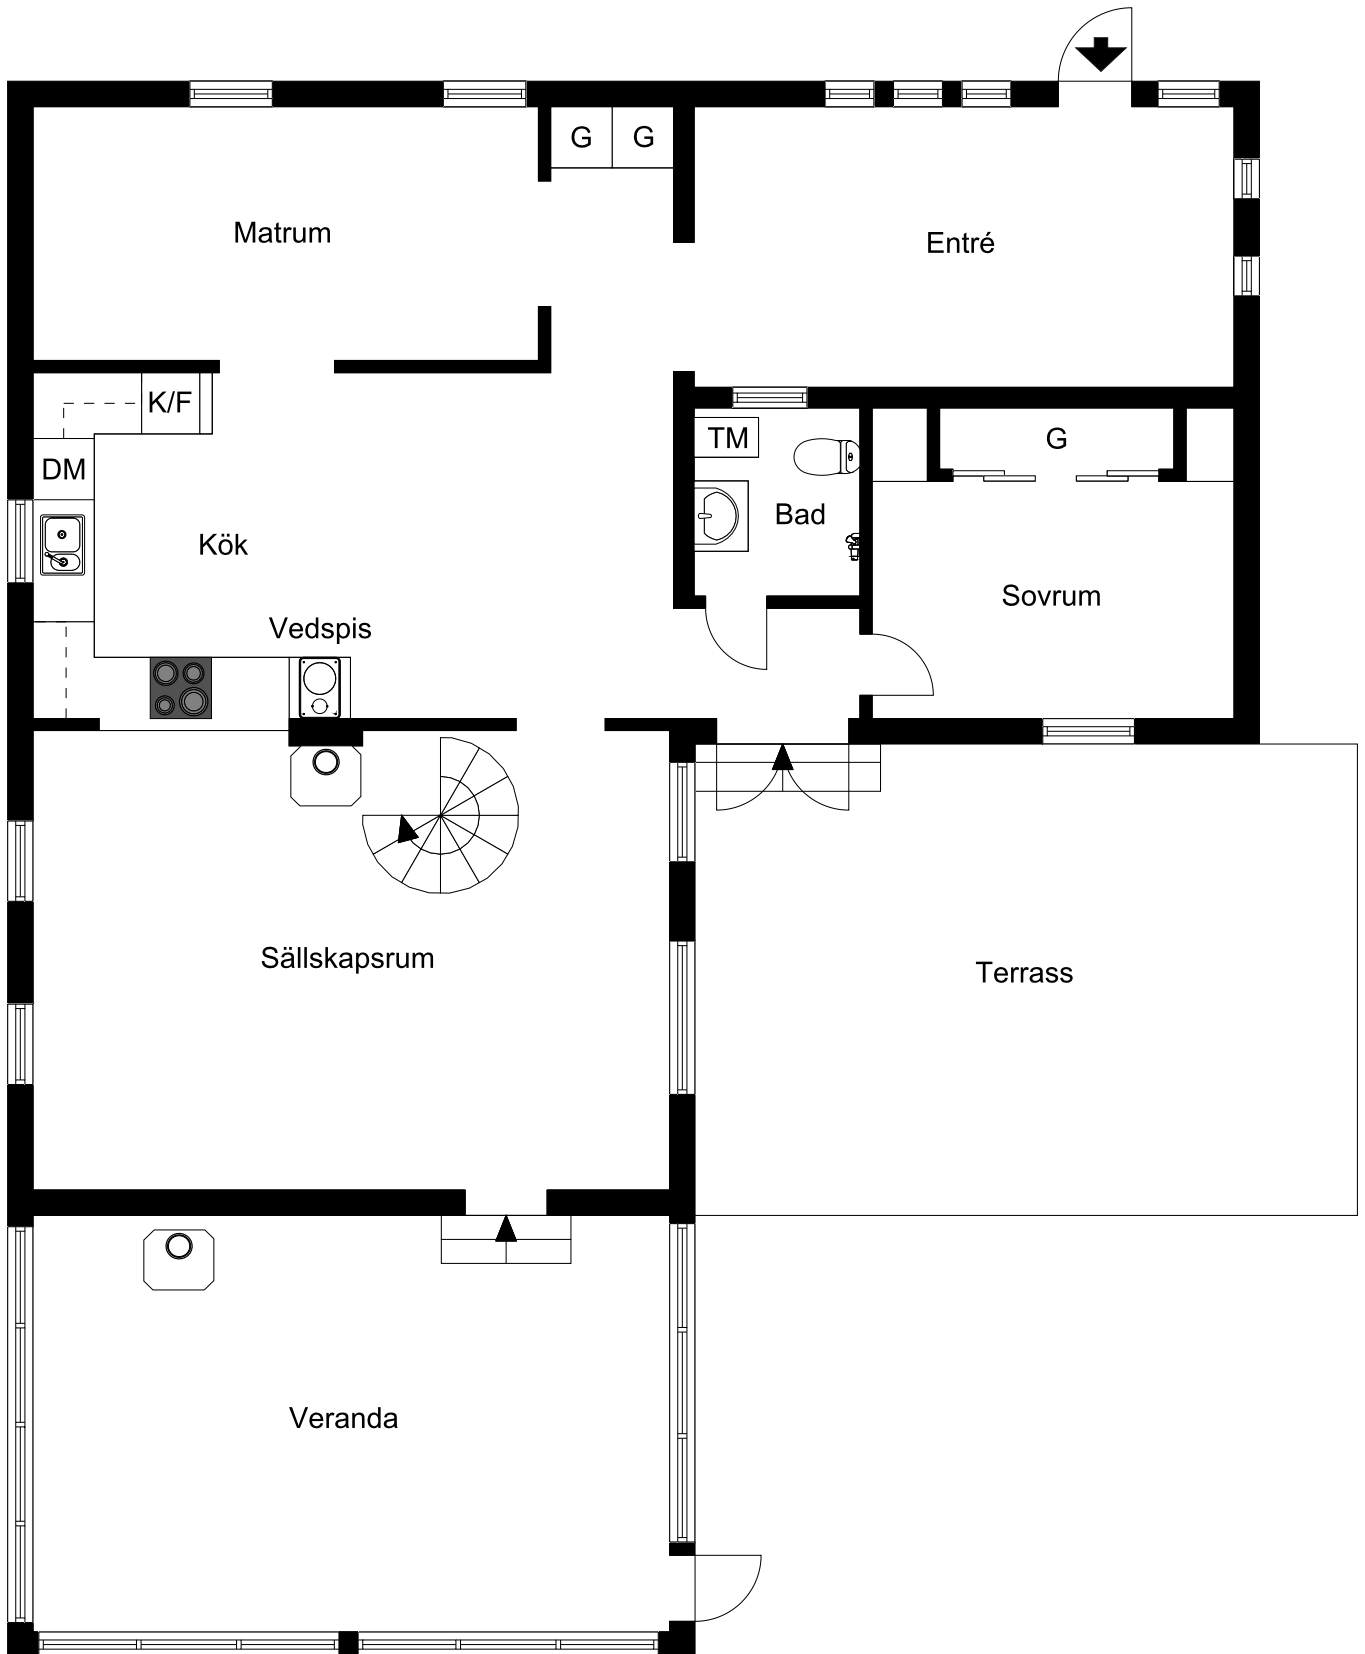 G
G
Matrum
Entré
K/F
TM
G
DM
Bad
Kök
Sovrum
Vedspis
Sällskapsrum
Terrass
Veranda